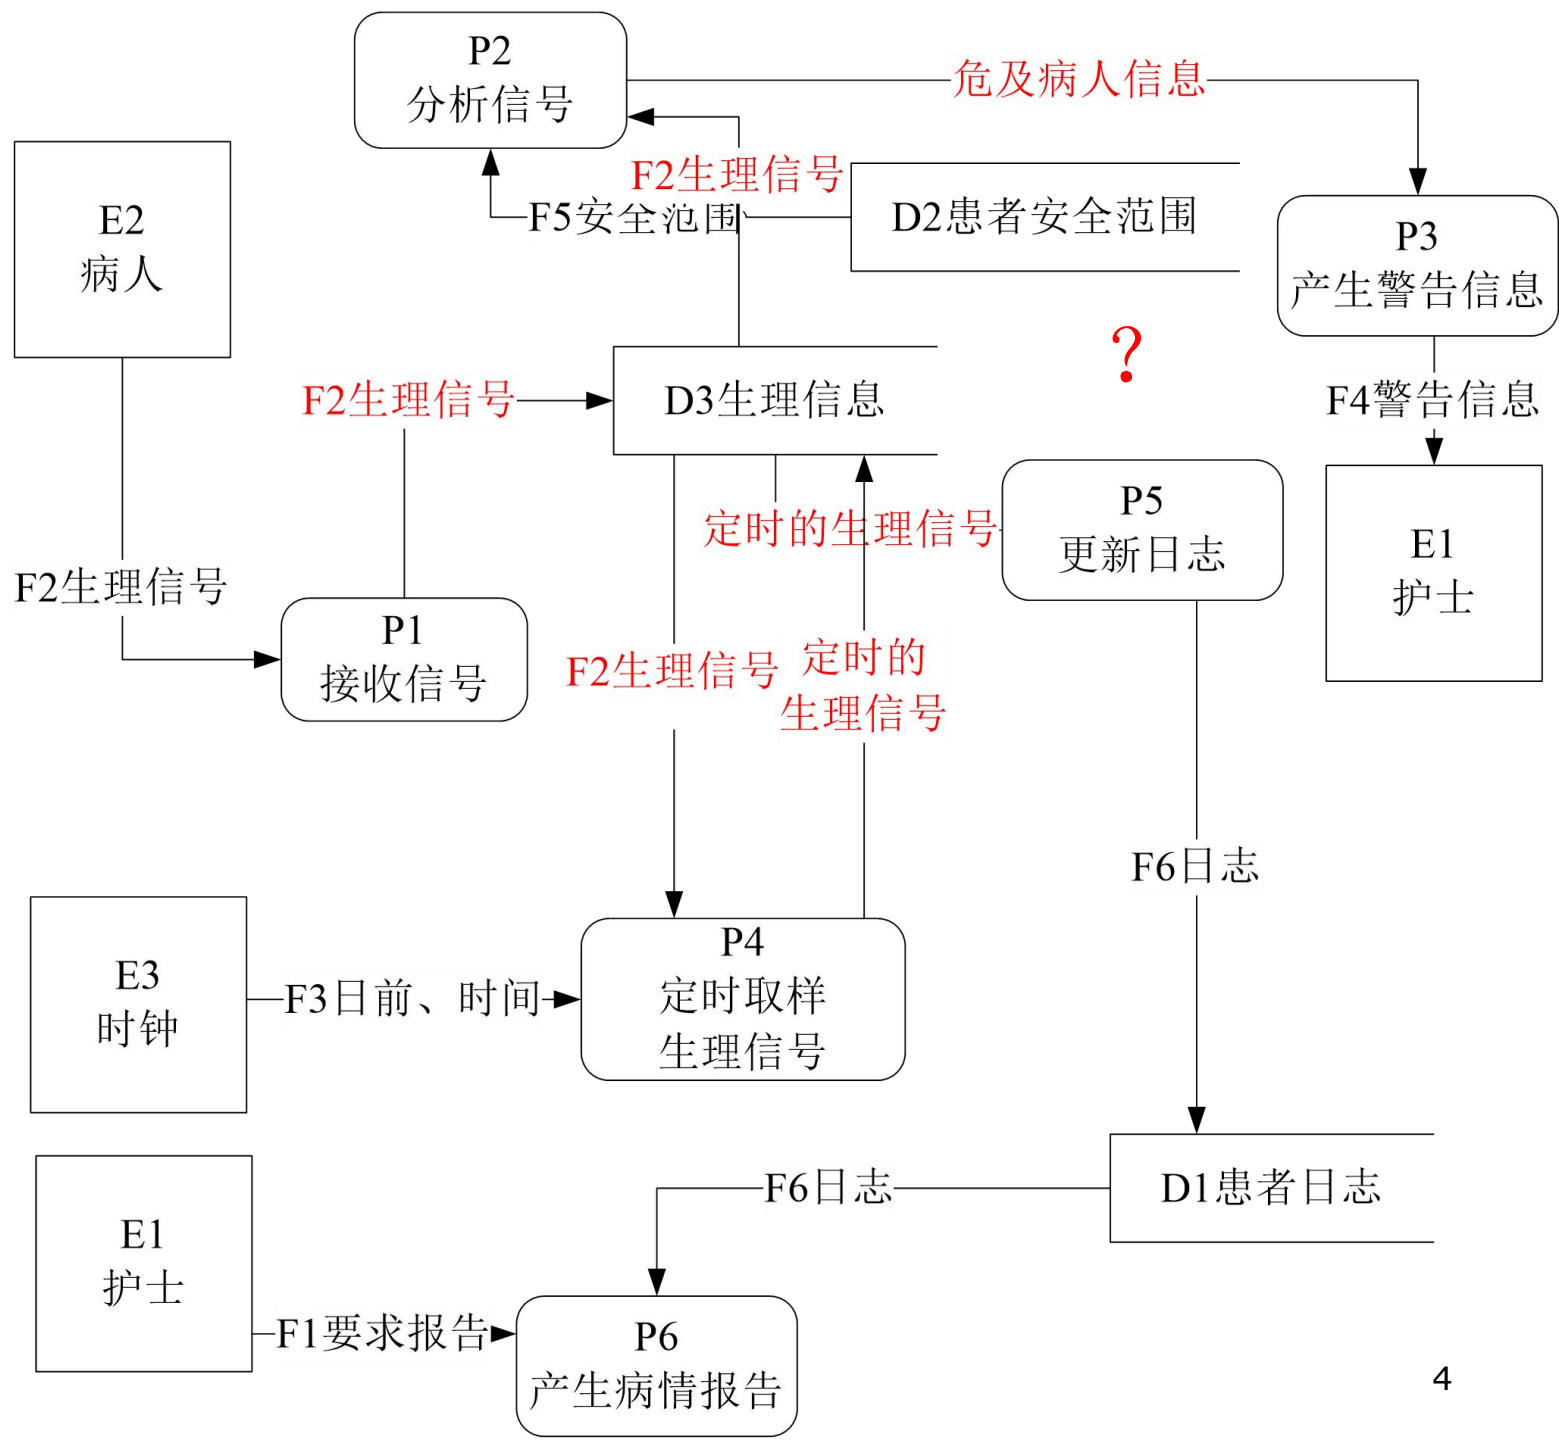 P2
分析信号
危及病人信息
F2生理信号
F5安全范围
D2患者安全范围
E2
病人
P3
产生警告信息
?
F2生理信号
D3生理信息
F4警告信息
P5
更新日志
定时的生理信号
E1
护士
F2生理信号
P1
接收信号
F2生理信号
定时的
生理信号
F6日志
E3
时钟
F3日前、时间
P4
定时取样
生理信号
F6日志
D1患者日志
E1
护士
F1要求报告
P6
产生病情报告
4